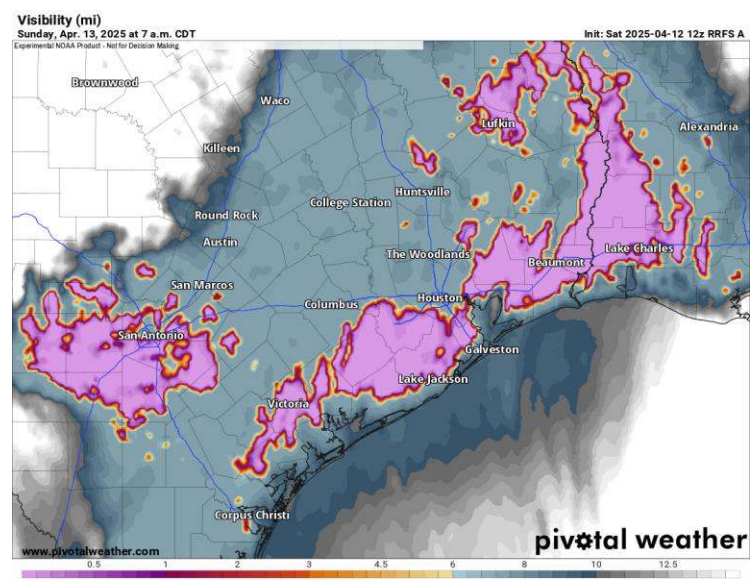 Visibility (mi)
Sunday, Apr. 13, 2025 at 7 a.m. CDT
Init: Sat 2025-04-12 12z RRFS A
Experimental NOAA Product - Not for Decision Making
Brownwood
Waco
Lufkin
Alexandria
Killeen
Huntsville
College Station
Round Rock
Austin
The Woodlands
Lake Charles
Beaumont
San Marcos
Columbus
Houston
San Antonio
Galveston
Lake Jackson
Victoria
Corpus Christi
www.pivotalweather.com
pivotal weather
0.5 1 2 3 4.5 6 8 10 12.5